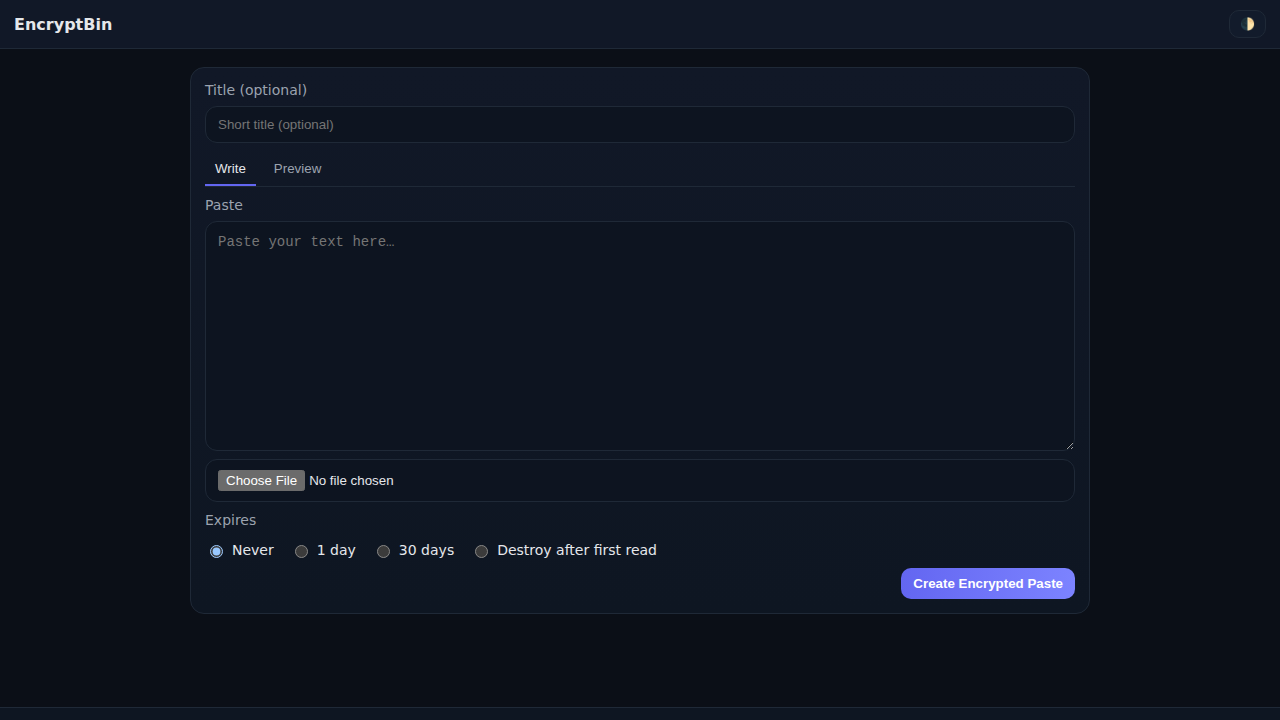 EncryptBin
Title (optional)
Short title (optional)
Write Preview
Paste
Paste your text here…
Choose File No file chosen
Expires
Never 1 day 30 days Destroy after first read
Create Encrypted Paste